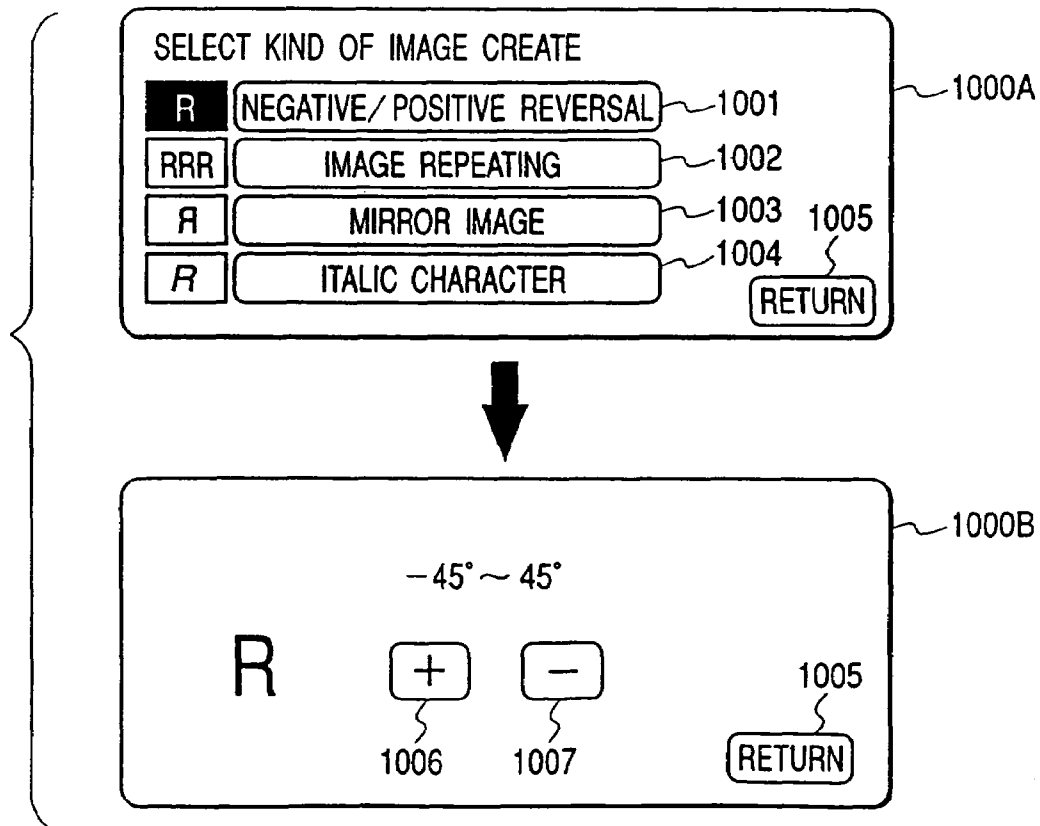 SELECT KIND OF IMAGE CREATE
1000A
R NEGATIVE/POSITIVE REVERSAL 1001
RRR IMAGE REPEATING 1002
Я MIRROR IMAGE 1003
1005
R ITALIC CHARACTER 1004
RETURN
1000B
−45°~45°
R + −
1005
1006 1007
RETURN